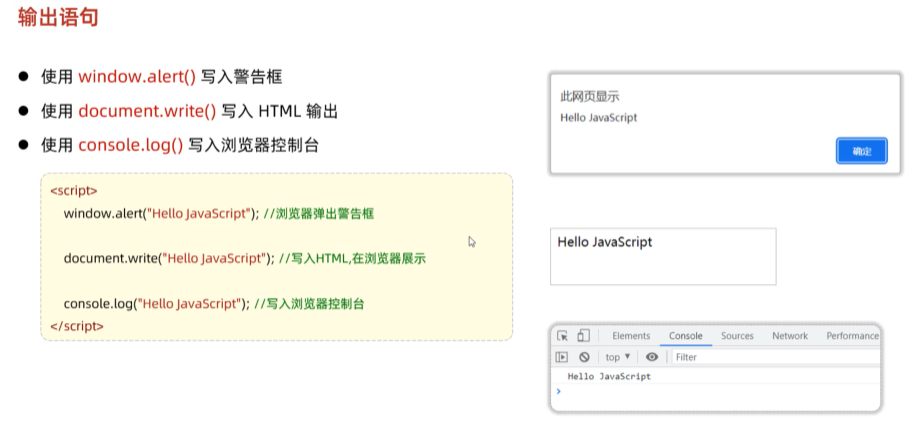 输出语句
● 使用 window.alert() 写入警告框
● 使用 document.write() 写入 HTML 输出
● 使用 console.log() 写入浏览器控制台
<script>
window.alert("Hello JavaScript"); //浏览器弹出警告框
document.write("Hello JavaScript"); //写入HTML,在浏览器展示
console.log("Hello JavaScript"); //写入浏览器控制台
</script>
此网页显示
Hello JavaScript
确定
Hello JavaScript
Elements Console Sources Network Performance
top ▼ Filter
Hello JavaScript
>